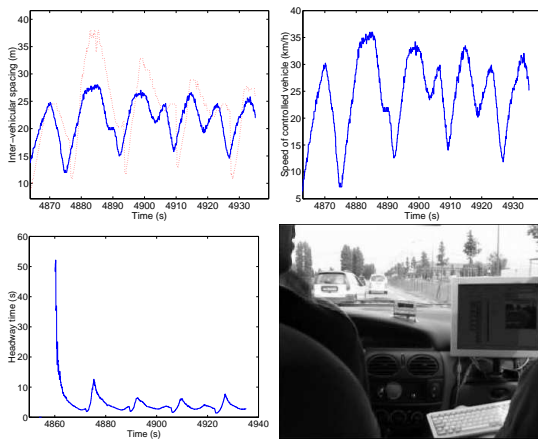 40
35
30
25
20
15
10
Inter−vehicular spacing (m)
4870 4880 4890 4900 4910 4920 4930
Time (s)
40
35
30
25
20
15
10
5
Speed of controlled vehicle (km/h)
4870 4880 4890 4900 4910 4920 4930
Time (s)
60
50
40
30
20
10
0
Headway time (s)
4860 4880 4900 4920 4940
Time (s)